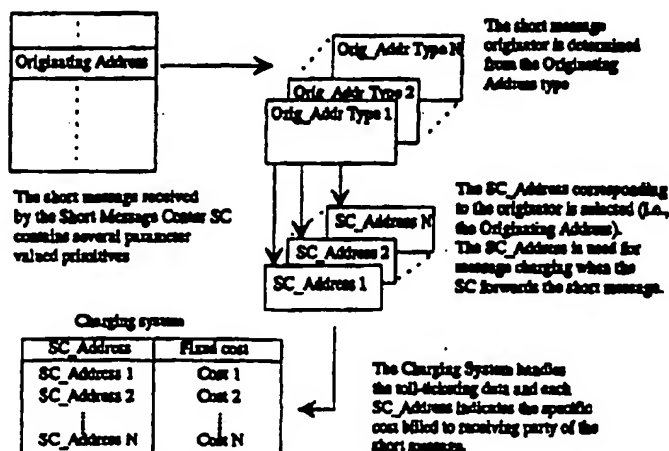 Originating Address
Orig_Addr Type N
Orig_Addr Type 2
Orig_Addr Type 1
The short message
originator is determined
from the Originating
Address type
The short message received
by the Short Message Center SC
contains several parameter
valued primitives
SC_Address N
SC_Address 2
SC_Address 1
The SC_Address corresponding
to the originator is selected (i.e.,
the Originating Address).
The SC_Address is used for
message charging when the
SC forwards the short message.
Charging system
SC_Address Fixed cost
SC_Address 1 Cost 1
SC_Address 2 Cost 2
SC_Address N Cost N
The Charging System handles
the toll-ticketing data and each
SC_Address indicates the specific
cost billed to receiving party of the
short message.